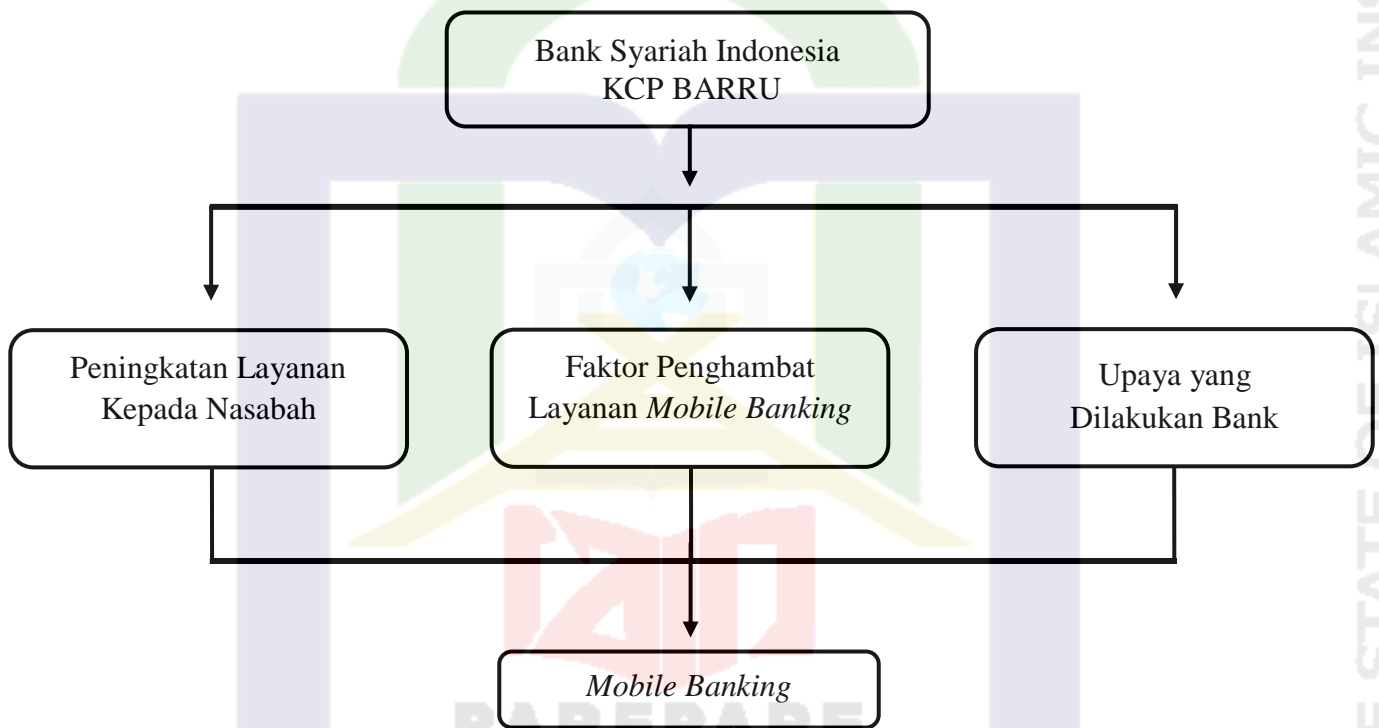 Bank Syariah Indonesia
KCP BARRU
Peningkatan Layanan
Kepada Nasabah
Faktor Penghambat
Layanan Mobile Banking
Upaya yang
Dilakukan Bank
Mobile Banking
PAREPARE